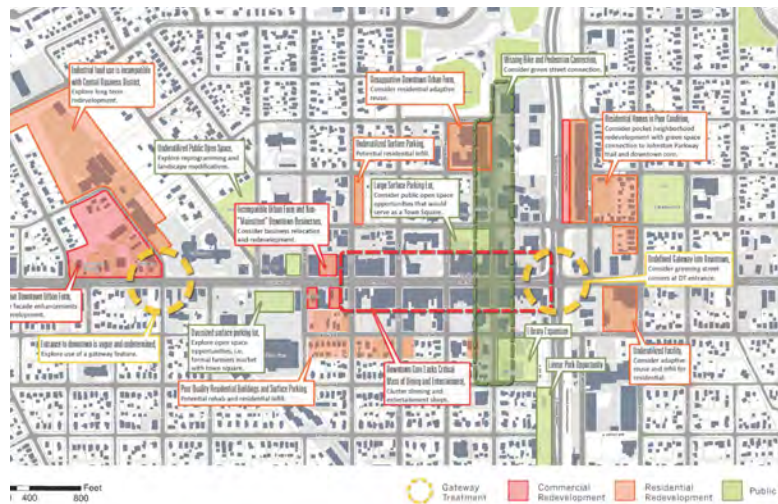 Industrial land use is incompatible
with Central Business District,
Explore long term
redevelopment.
Unsupportive Downtown Urban Form,
Consider residential adaptive
reuse.
Missing Bike and Pedestrian Connection,
Consider green street connection.
Underutilized Public Open Space,
Explore reprogramming and
landscape modifications.
Underutilized Surface Parking,
Potential residential infill.
Residential Homes in Poor Condition,
Consider pocket neighborhood
redevelopment with green space
connection to Johnston Parkway
trail and downtown core.
Large Surface Parking Lot,
Consider public open space
opportunities that would
serve as a Town Square.
Incompatible Urban Form and Non-
"Mainstreet" Downtown Businesses,
Consider business relocation
and redevelopment.
Downtown Urban Form,
facade enhancements
Undefined Gateway into Downtown,
Consider greening street
corners at DT entrance.
Entrance to downtown is vague and undetermined,
Explore use of a gateway feature.
Oversized surface parking lot,
Explore open space
opportunities, i.e.
formal farmers market
with town square.
Library Expansion
Poor Quality Residential Buildings and Surface Parking
Potential rehab and residential infill.
Downtown Core Lacks Critical
Mass of Dining and Entertainment,
Cluster dinning and
entertainment shops.
Linear Park Opportunity
Underutilized Facility,
Consider adaptive
reuse and infill for
residential.
Feet
400 800
Gateway
Treatment
Commercial
Redevelopment
Residential
Redevelopment
Public